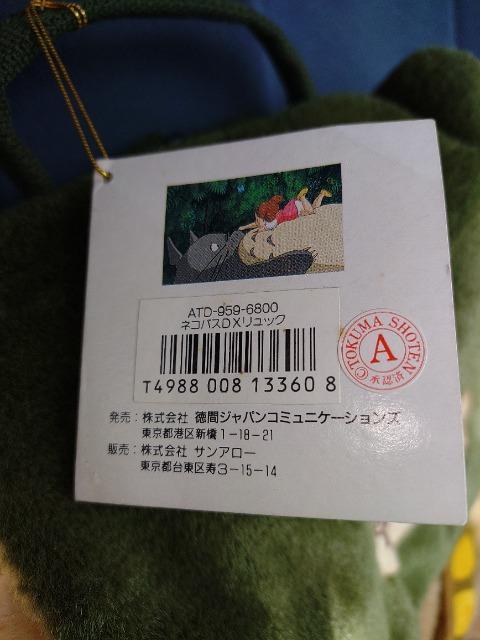 ATD-959-6800
ネコバスDXリュック
T4988 008 13360 8
©TOKUMA SHOTEN
A
承認済
発売：株式会社 徳間ジャパンコミュニケーションズ
東京都港区新橋1-18-21
販売：株式会社 サンアロー
東京都台東区寿3-15-14